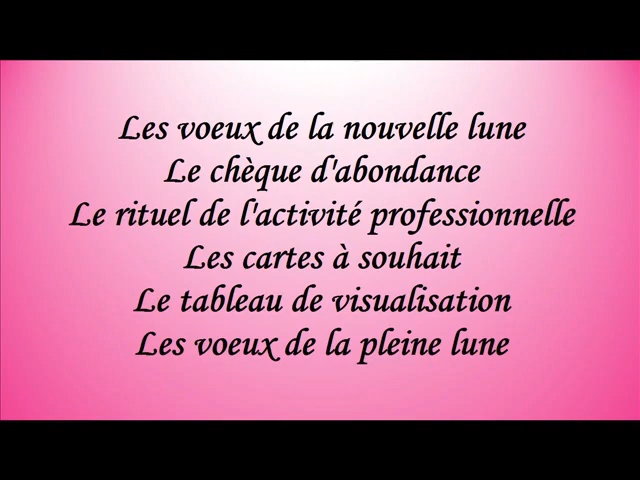 Les voeux de la nouvelle lune
Le chèque d'abondance
Le rituel de l'activité professionnelle
Les cartes à souhait
Le tableau de visualisation
Les voeux de la pleine lune